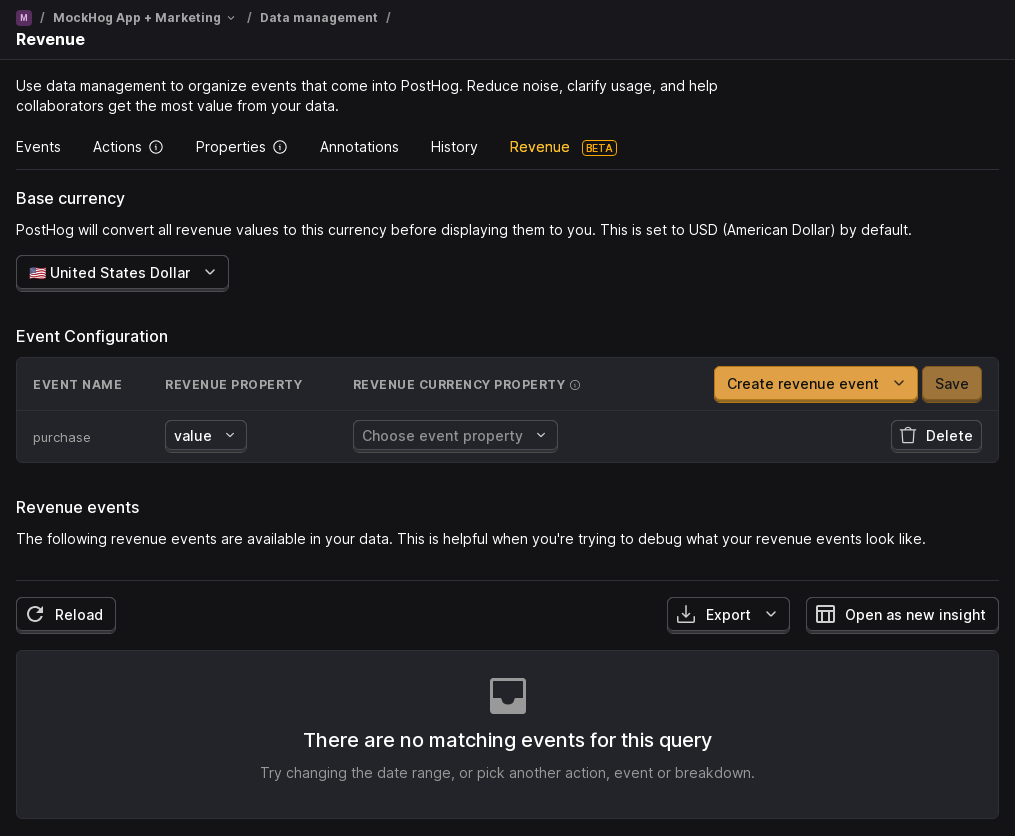 M / MockHog App + Marketing / Data management /
Revenue
Use data management to organize events that come into PostHog. Reduce noise, clarify usage, and help
collaborators get the most value from your data.
Events Actions Properties Annotations History Revenue BETA
Base currency
PostHog will convert all revenue values to this currency before displaying them to you. This is set to USD (American Dollar) by default.
🇺🇸 United States Dollar
Event Configuration
EVENT NAME REVENUE PROPERTY REVENUE CURRENCY PROPERTY Create revenue event Save
purchase value Choose event property Delete
Revenue events
The following revenue events are available in your data. This is helpful when you're trying to debug what your revenue events look like.
Reload Export Open as new insight
There are no matching events for this query
Try changing the date range, or pick another action, event or breakdown.